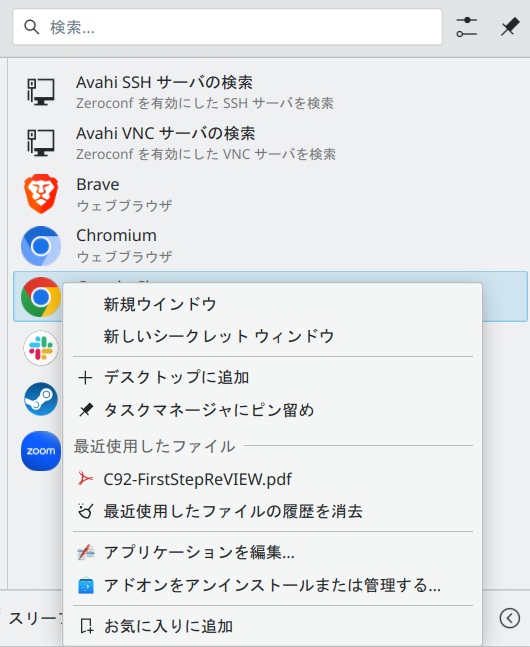 検索...
Avahi SSH サーバの検索
Zeroconf を有効にした SSH サーバを検索
Avahi VNC サーバの検索
Zeroconf を有効にした VNC サーバを検索
Brave
ウェブブラウザ
Chromium
ウェブブラウザ
新規ウインドウ
新しいシークレット ウィンドウ
デスクトップに追加
タスクマネージャにピン留め
最近使用したファイル
C92-FirstStepReVIEW.pdf
zoom
最近使用したファイルの履歴を消去
アプリケーションを編集...
アドオンをアンインストールまたは管理する...
スリー
お気に入りに追加